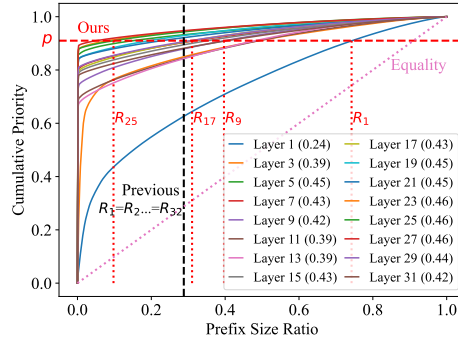 1.0
Ours
p
0.8
Equality
0.6
R25
R17
R9
R1
0.4
Previous
R1=R2...=R32
0.2
0.0
Cumulative Priority
Layer 1 (0.24)
Layer 3 (0.39)
Layer 5 (0.45)
Layer 7 (0.43)
Layer 9 (0.42)
Layer 11 (0.39)
Layer 13 (0.39)
Layer 15 (0.43)
Layer 17 (0.43)
Layer 19 (0.45)
Layer 21 (0.45)
Layer 23 (0.46)
Layer 25 (0.46)
Layer 27 (0.46)
Layer 29 (0.44)
Layer 31 (0.42)
0.0 0.2 0.4 0.6 0.8 1.0
Prefix Size Ratio